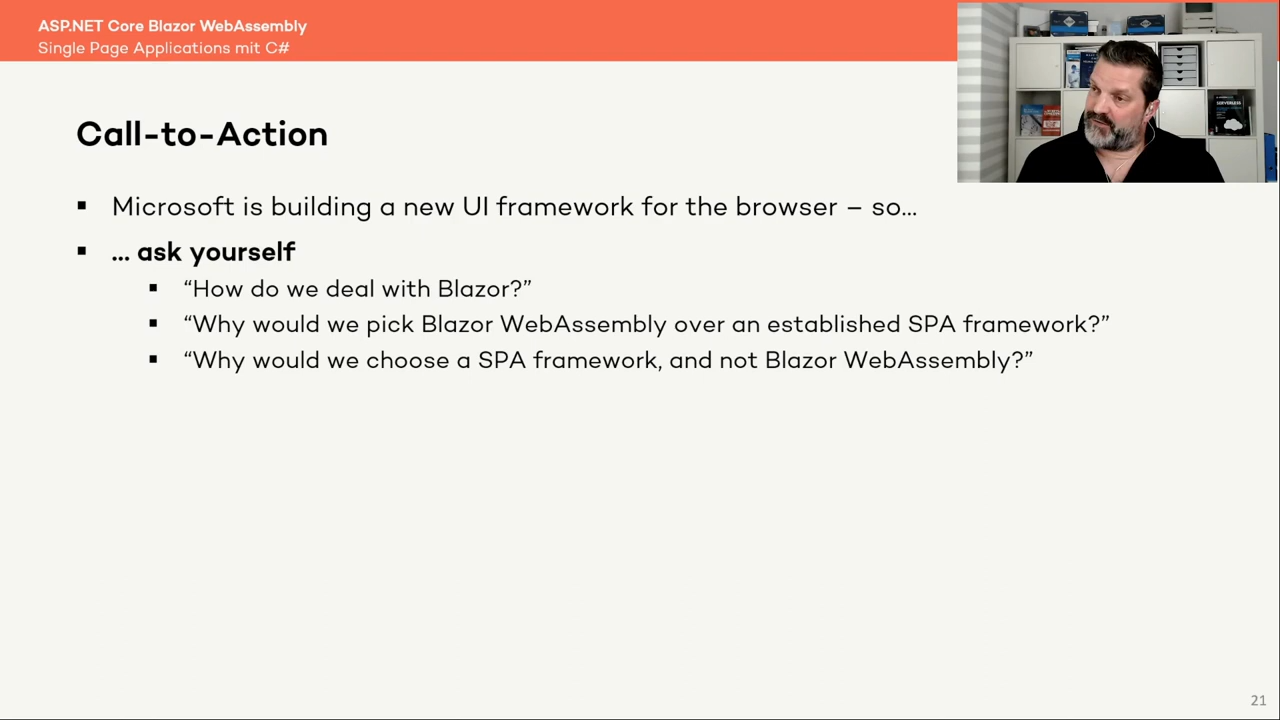 ASP.NET Core Blazor WebAssembly
Single Page Applications mit C#
SERVERLESS
Call-to-Action
▪ Microsoft is building a new UI framework for the browser – so…
▪ … ask yourself
▪ “How do we deal with Blazor?”
▪ “Why would we pick Blazor WebAssembly over an established SPA framework?”
▪ “Why would we choose a SPA framework, and not Blazor WebAssembly?”
21